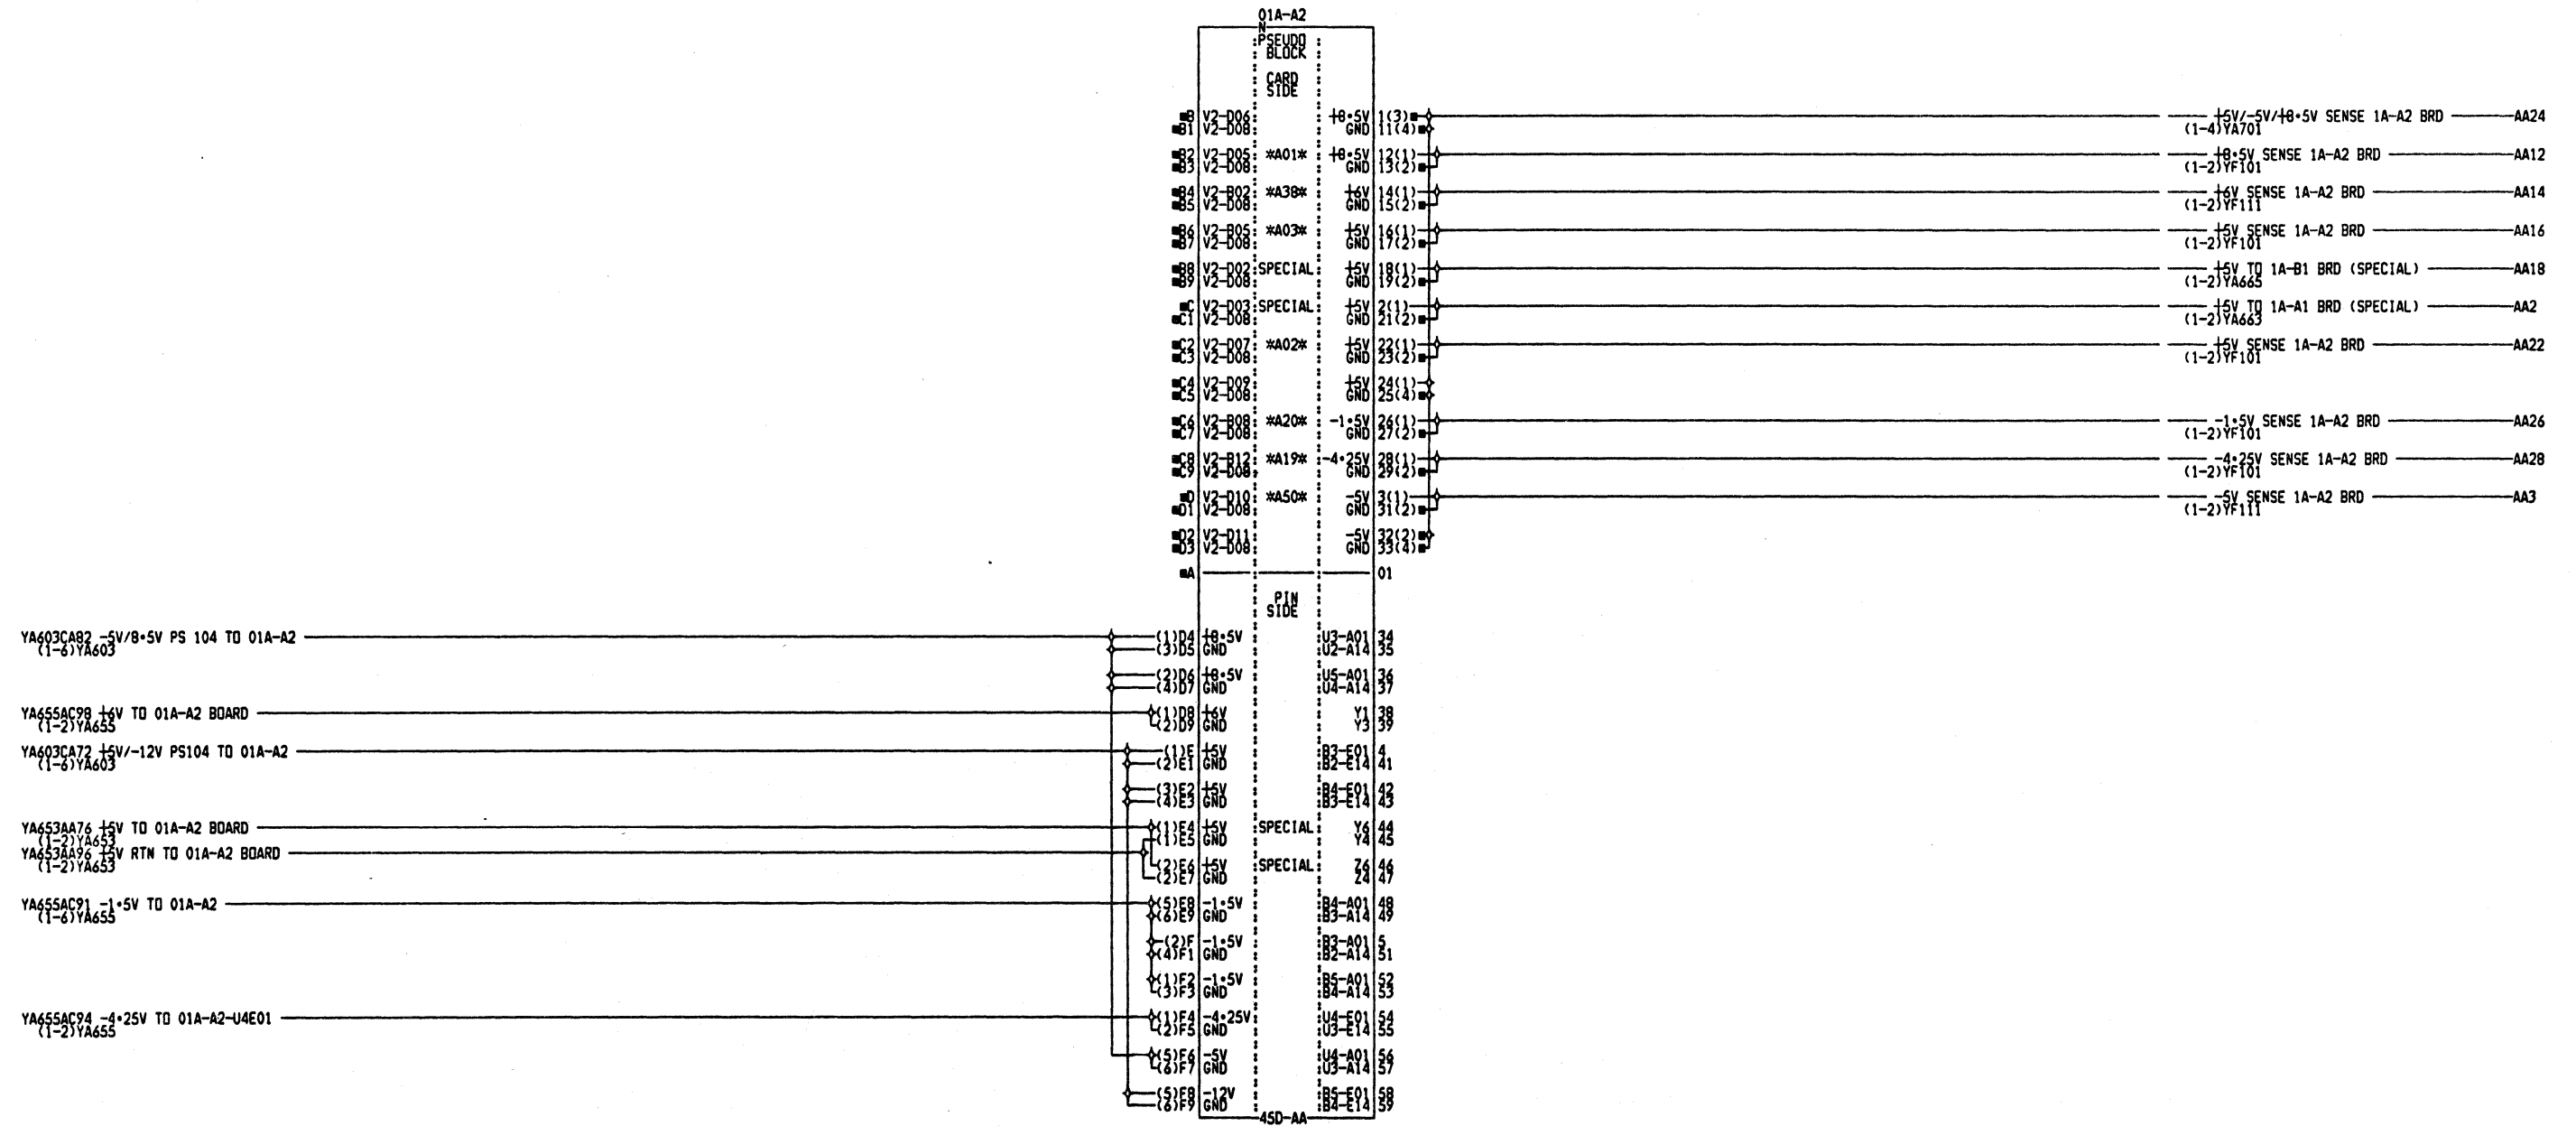 01A-A2
N
PSEUDO
BLOCK
CARD
SIDE
B V2-D06 +8.5V 1(3) +5V/-5V/+8.5V SENSE 1A-A2 BRD AA24
B1 V2-D08 GND 11(4) (1-4)YA701
B2 V2-D05 *A01* +8.5V 12(1) +8.5V SENSE 1A-A2 BRD AA12
B3 V2-D08 GND 13(2) (1-2)YF101
B4 V2-B02 *A38* +6V 14(1) +6V SENSE 1A-A2 BRD AA14
B5 V2-D08 GND 15(2) (1-2)YF111
B6 V2-B05 *A03* +5V 16(1) +5V SENSE 1A-A2 BRD AA16
B7 V2-D08 GND 17(2) (1-2)YF101
B8 V2-D02 SPECIAL +5V 18(1) +5V TO 1A-B1 BRD (SPECIAL) AA18
B9 V2-D08 GND 19(2) (1-2)YA665
C V2-D03 SPECIAL +5V 2(1) +5V TO 1A-A1 BRD (SPECIAL) AA2
C1 V2-D08 GND 21(2) (1-2)YA663
C2 V2-D07 *A02* +5V 22(1) +5V SENSE 1A-A2 BRD AA22
C3 V2-D08 GND 23(2) (1-2)YF101
C4 V2-D09 +5V 24(1)
C5 V2-D08 GND 25(4)
C6 V2-B08 *A20* -1.5V 26(1) -1.5V SENSE 1A-A2 BRD AA26
C7 V2-D08 GND 27(2) (1-2)YF101
C8 V2-B12 *A19* -4.25V 28(1) -4.25V SENSE 1A-A2 BRD AA28
C9 V2-D08 GND 29(2) (1-2)YF101
D V2-D10 *A50* -5V 3(1) -5V SENSE 1A-A2 BRD AA3
D1 V2-D08 GND 31(2) (1-2)YF111
D2 V2-D11 -5V 32(2)
D3 V2-D08 GND 33(4)
A 01
PIN
SIDE
YA603CA82 -5V/8.5V PS 104 TO 01A-A2 (1)D4 +8.5V U3-A01 34
(1-6)YA603 (3)D5 GND U2-A14 35
(2)D6 +8.5V U5-A01 36
(4)D7 GND U4-A14 37
YA655AC98 +6V TO 01A-A2 BOARD (1)D8 +6V Y1 38
(1-2)YA655 (2)D9 GND Y3 39
YA603CA72 +5V/-12V PS104 TO 01A-A2 (1)E +5V B3-E01 4
(1-6)YA603 (2)E1 GND B2-E14 41
(3)E2 +5V B4-E01 42
(4)E3 GND B3-E14 43
YA653AA76 +5V TO 01A-A2 BOARD (1)E4 +5V SPECIAL Y6 44
(1-2)YA653 (1)E5 GND Y4 45
YA653AA96 +5V RTN TO 01A-A2 BOARD
(1-2)YA653 (2)E6 +5V SPECIAL Z6 46
(2)E7 GND Z4 47
YA655AC91 -1.5V TO 01A-A2 (5)E8 -1.5V B4-A01 48
(1-6)YA655 (6)E9 GND B3-A14 49
(2)F -1.5V B3-A01 5
(4)F1 GND B2-A14 51
(1)F2 -1.5V B5-A01 52
(3)F3 GND B4-A14 53
YA655AC94 -4.25V TO 01A-A2-U4E01 (1)F4 -4.25V U4-E01 54
(1-2)YA655 (2)F5 GND U3-E14 55
(5)F6 -5V U4-A01 56
(6)F7 GND U3-A14 57
(5)F8 -12V B5-E01 58
(6)F9 GND B4-E14 59
45D-AA